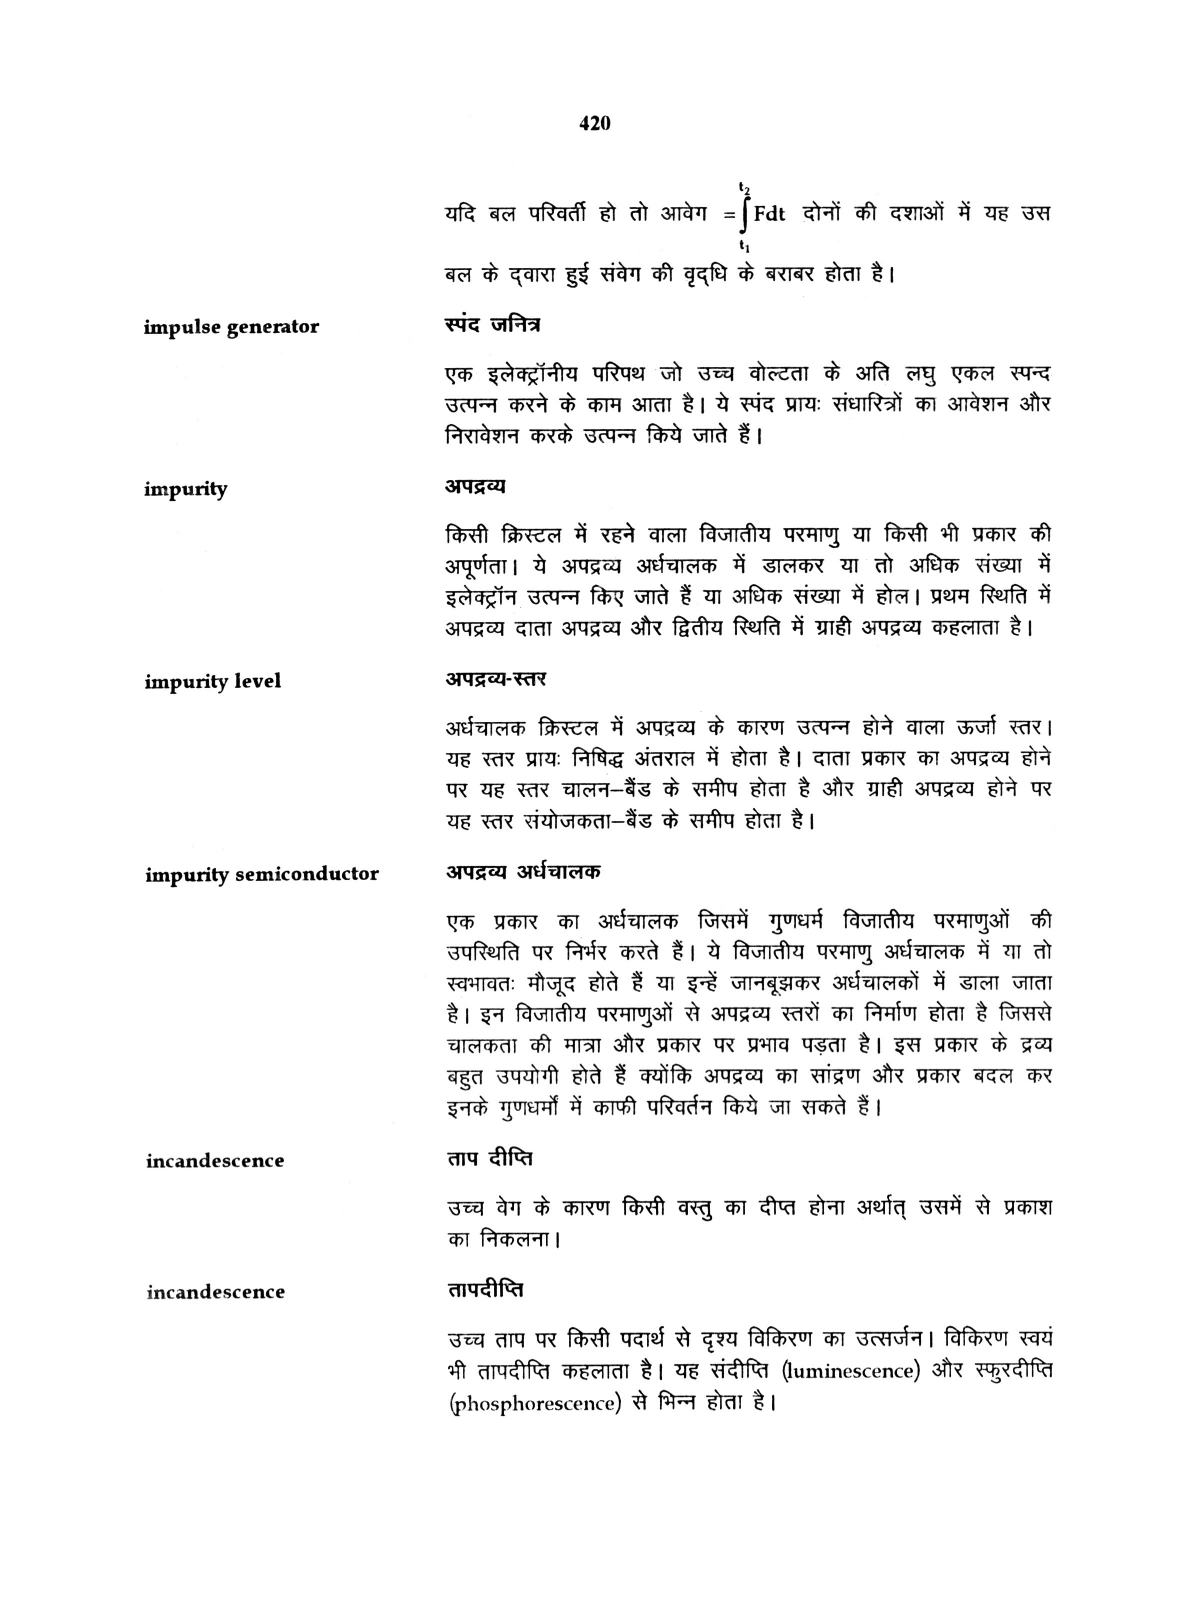 420
यदि बल परिवर्ती हो तो आवेग = ∫ Fdt दोनों की दशाओं में यह उस
t2
t1
बल के द्वारा हुई संवेग की वृद्धि के बराबर होता है।
impulse generator स्पंद जनित्र
एक इलेक्ट्रॉनीय परिपथ जो उच्च वोल्टता के अति लघु एकल स्पन्द
उत्पन्न करने के काम आता है। ये स्पंद प्रायः संधारित्रों का आवेशन और
निरावेशन करके उत्पन्न किये जाते हैं।
impurity अपद्रव्य
किसी क्रिस्टल में रहने वाला विजातीय परमाणु या किसी भी प्रकार की
अपूर्णता। ये अपद्रव्य अर्धचालक में डालकर या तो अधिक संख्या में
इलेक्ट्रॉन उत्पन्न किए जाते हैं या अधिक संख्या में होल। प्रथम स्थिति में
अपद्रव्य दाता अपद्रव्य और द्वितीय स्थिति में ग्राही अपद्रव्य कहलाता है।
impurity level अपद्रव्य-स्तर
अर्धचालक क्रिस्टल में अपद्रव्य के कारण उत्पन्न होने वाला ऊर्जा स्तर।
यह स्तर प्रायः निषिद्ध अंतराल में होता है। दाता प्रकार का अपद्रव्य होने
पर यह स्तर चालन–बैंड के समीप होता है और ग्राही अपद्रव्य होने पर
यह स्तर संयोजकता–बैंड के समीप होता है।
impurity semiconductor अपद्रव्य अर्धचालक
एक प्रकार का अर्धचालक जिसमें गुणधर्म विजातीय परमाणुओं की
उपस्थिति पर निर्भर करते हैं। ये विजातीय परमाणु अर्धचालक में या तो
स्वभावतः मौजूद होते हैं या इन्हें जानबूझकर अर्धचालकों में डाला जाता
है। इन विजातीय परमाणुओं से अपद्रव्य स्तरों का निर्माण होता है जिससे
चालकता की मात्रा और प्रकार पर प्रभाव पड़ता है। इस प्रकार के द्रव्य
बहुत उपयोगी होते हैं क्योंकि अपद्रव्य का सांद्रण और प्रकार बदल कर
इनके गुणधर्मों में काफी परिवर्तन किये जा सकते हैं।
incandescence ताप दीप्ति
उच्च वेग के कारण किसी वस्तु का दीप्त होना अर्थात् उसमें से प्रकाश
का निकलना।
incandescence तापदीप्ति
उच्च ताप पर किसी पदार्थ से दृश्य विकिरण का उत्सर्जन। विकिरण स्वयं
भी तापदीप्ति कहलाता है। यह संदीप्ति (luminescence) और स्फुरदीप्ति
(phosphorescence) से भिन्न होता है।